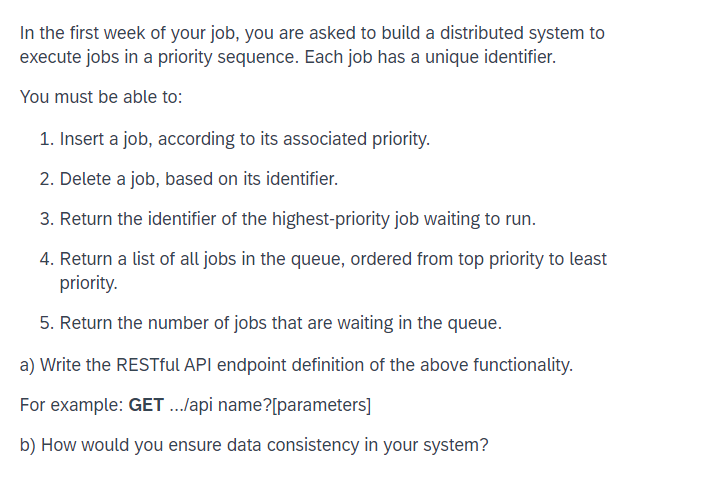 In the first week of your job, you are asked to build a distributed system to
execute jobs in a priority sequence. Each job has a unique identifier.
You must be able to:
1. Insert a job, according to its associated priority.
2. Delete a job, based on its identifier.
3. Return the identifier of the highest-priority job waiting to run.
4. Return a list of all jobs in the queue, ordered from top priority to least
priority.
5. Return the number of jobs that are waiting in the queue.
a) Write the RESTful API endpoint definition of the above functionality.
For example: GET .../api name?[parameters]
b) How would you ensure data consistency in your system?